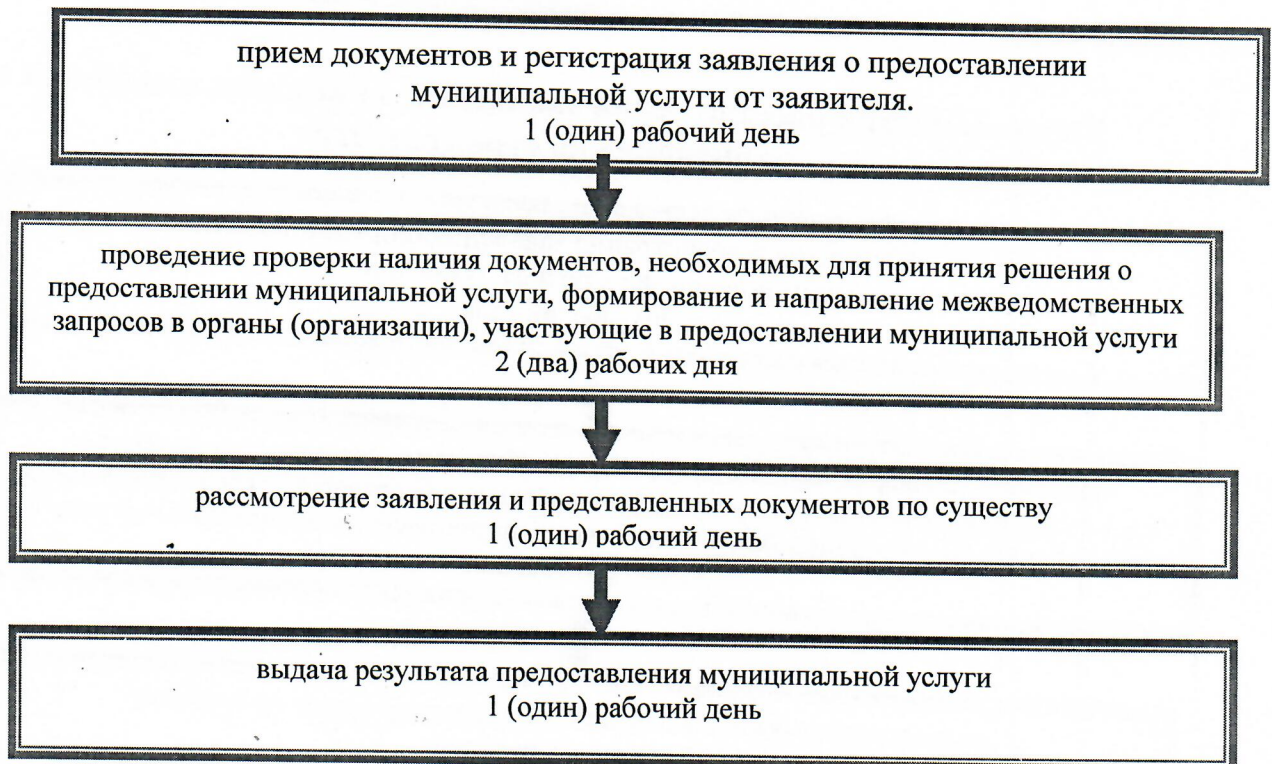 прием документов и регистрация заявления о предоставлении
муниципальной услуги от заявителя.
1 (один) рабочий день
проведение проверки наличия документов, необходимых для принятия решения о
предоставлении муниципальной услуги, формирование и направление межведомственных
запросов в органы (организации), участвующие в предоставлении муниципальной услуги
2 (два) рабочих дня
рассмотрение заявления и представленных документов по существу
1 (один) рабочий день
выдача результата предоставления муниципальной услуги
1 (один) рабочий день